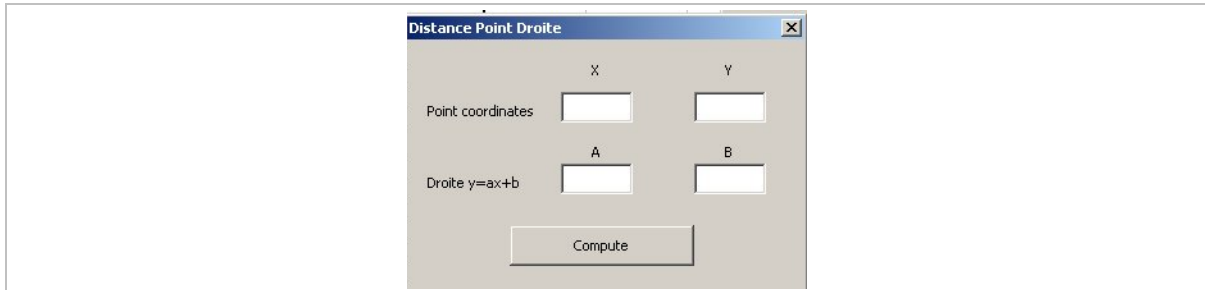 Distance Point Droite
X Y
Point coordinates
A B
Droite y=ax+b
Compute